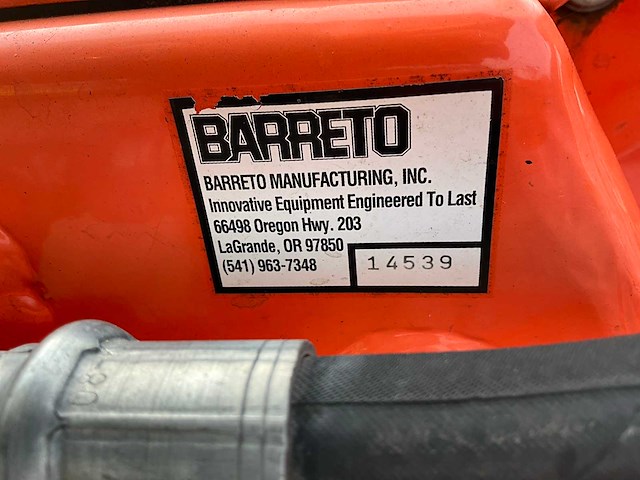 BARRETO
BARRETO MANUFACTURING, INC.
Innovative Equipment Engineered To Last
66498 Oregon Hwy. 203
LaGrande, OR 97850
(541) 963-7348
14539